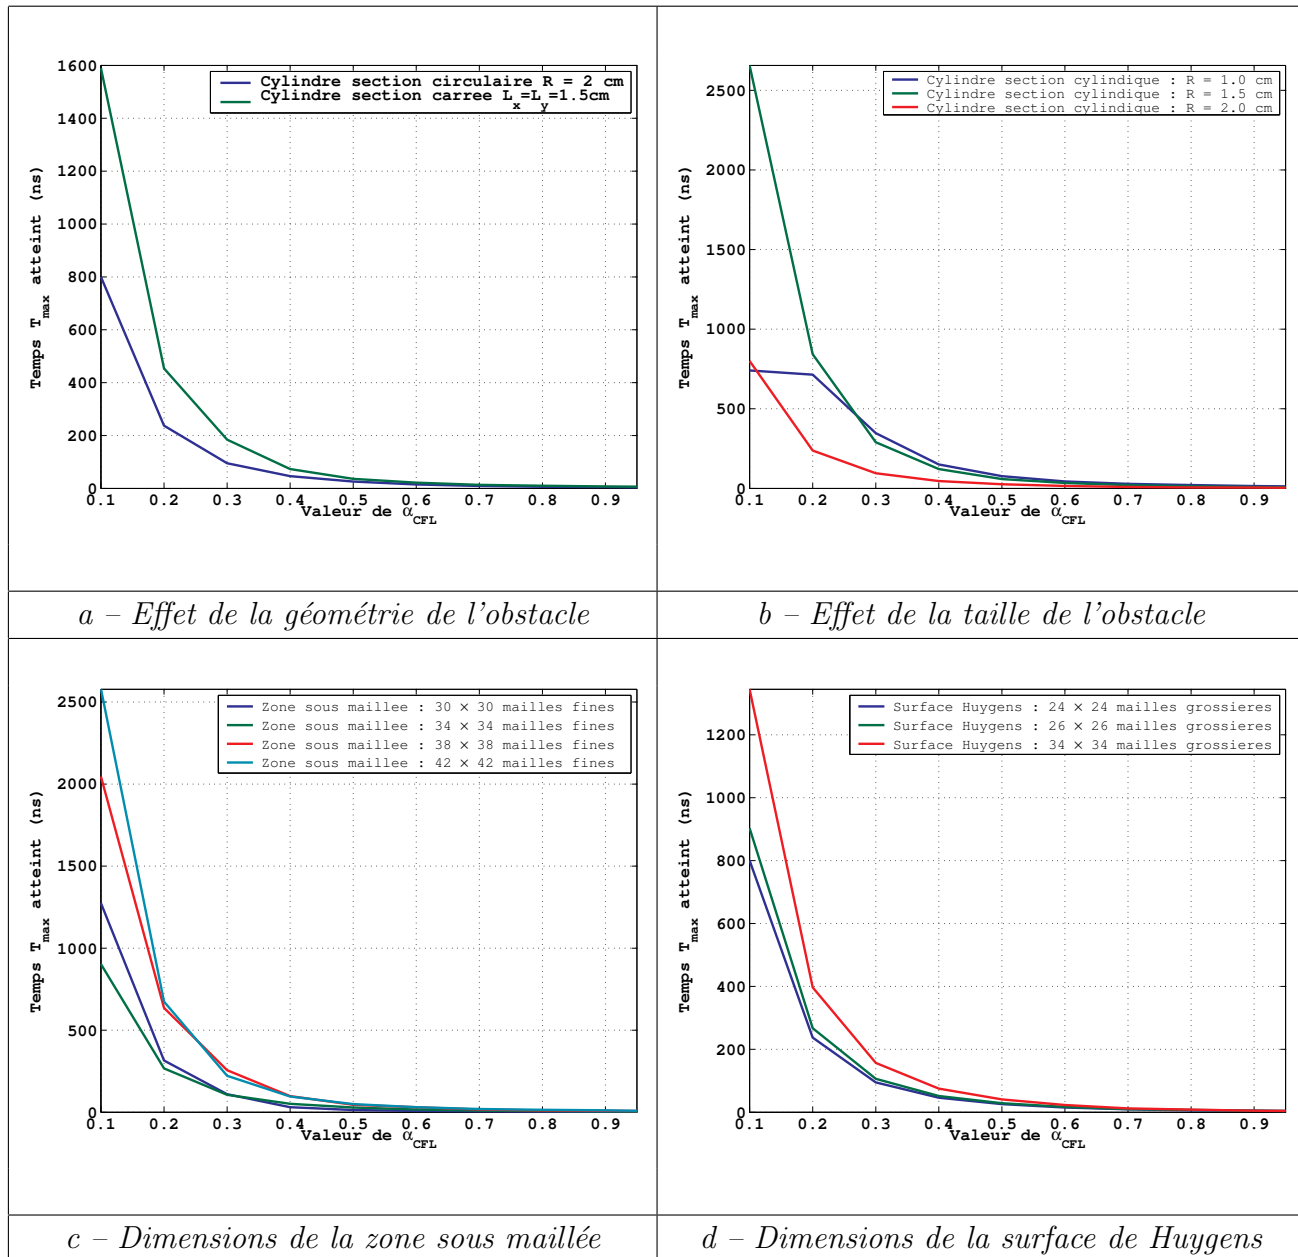 1600
1400
1200
1000
800
600
400
200
0
Temps T_max atteint (ns)
Cylindre section circulaire R = 2 cm
Cylindre section carree L_x=L_y=1.5cm
0.1 0.2 0.3 0.4 0.5 0.6 0.7 0.8 0.9
Valeur de α_CFL
2500
2000
1500
1000
500
0
Temps T_max atteint (ns)
Cylindre section cylindique : R = 1.0 cm
Cylindre section cylindique : R = 1.5 cm
Cylindre section cylindique : R = 2.0 cm
0.1 0.2 0.3 0.4 0.5 0.6 0.7 0.8 0.9
Valeur de α_CFL
a – Effet de la géométrie de l'obstacle
b – Effet de la taille de l'obstacle
2500
2000
1500
1000
500
0
Temps T_max atteint (ns)
Zone sous maillee : 30 × 30 mailles fines
Zone sous maillee : 34 × 34 mailles fines
Zone sous maillee : 38 × 38 mailles fines
Zone sous maillee : 42 × 42 mailles fines
0.1 0.2 0.3 0.4 0.5 0.6 0.7 0.8 0.9
Valeur de α_CFL
1200
1000
800
600
400
200
0
Temps T_max atteint (ns)
Surface Huygens : 24 × 24 mailles grossieres
Surface Huygens : 26 × 26 mailles grossieres
Surface Huygens : 34 × 34 mailles grossieres
0.1 0.2 0.3 0.4 0.5 0.6 0.7 0.8 0.9
Valeur de α_CFL
c – Dimensions de la zone sous maillée
d – Dimensions de la surface de Huygens